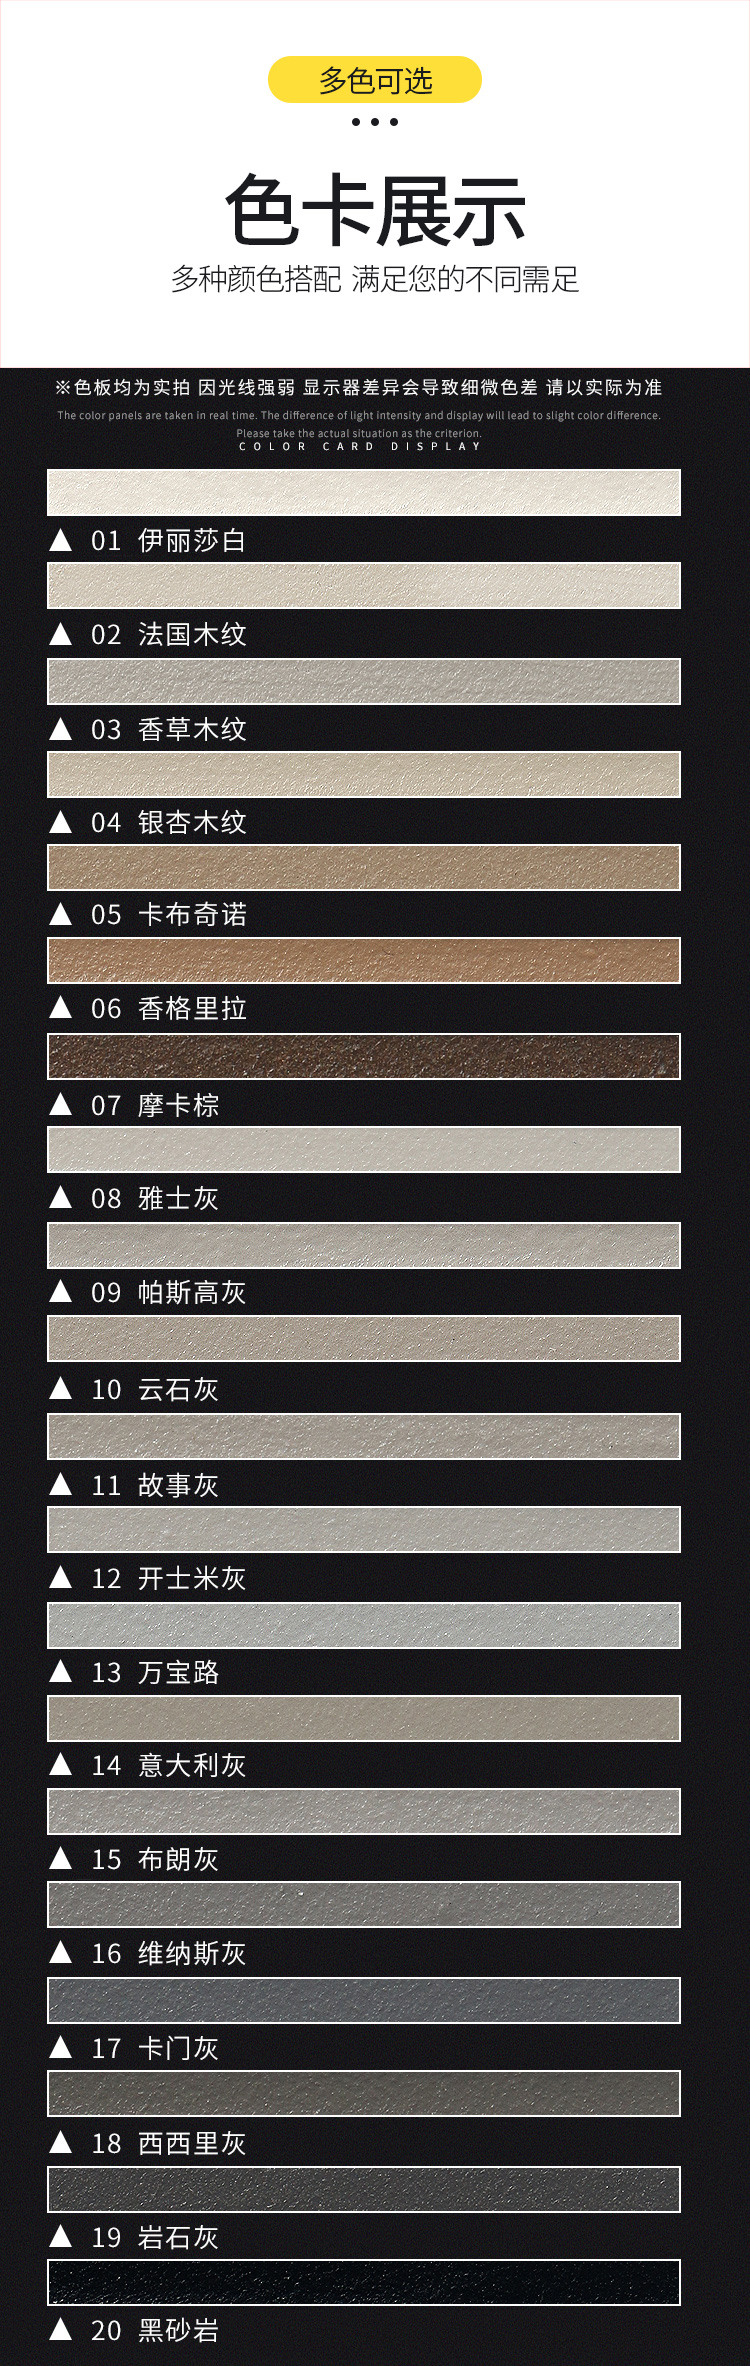 多色可选
色卡展示
多种颜色搭配 满足您的不同需足
※色板均为实拍 因光线强弱 显示器差异会导致细微色差 请以实际为准
The color panels are taken in real time. The difference of light intensity and display will lead to slight color difference.
Please take the actual situation as the criterion.
COLOR CARD DISPLAY
▲ 01 伊丽莎白
▲ 02 法国木纹
▲ 03 香草木纹
▲ 04 银杏木纹
▲ 05 卡布奇诺
▲ 06 香格里拉
▲ 07 摩卡棕
▲ 08 雅士灰
▲ 09 帕斯高灰
▲ 10 云石灰
▲ 11 故事灰
▲ 12 开士米灰
▲ 13 万宝路
▲ 14 意大利灰
▲ 15 布朗灰
▲ 16 维纳斯灰
▲ 17 卡门灰
▲ 18 西西里灰
▲ 19 岩石灰
▲ 20 黑砂岩